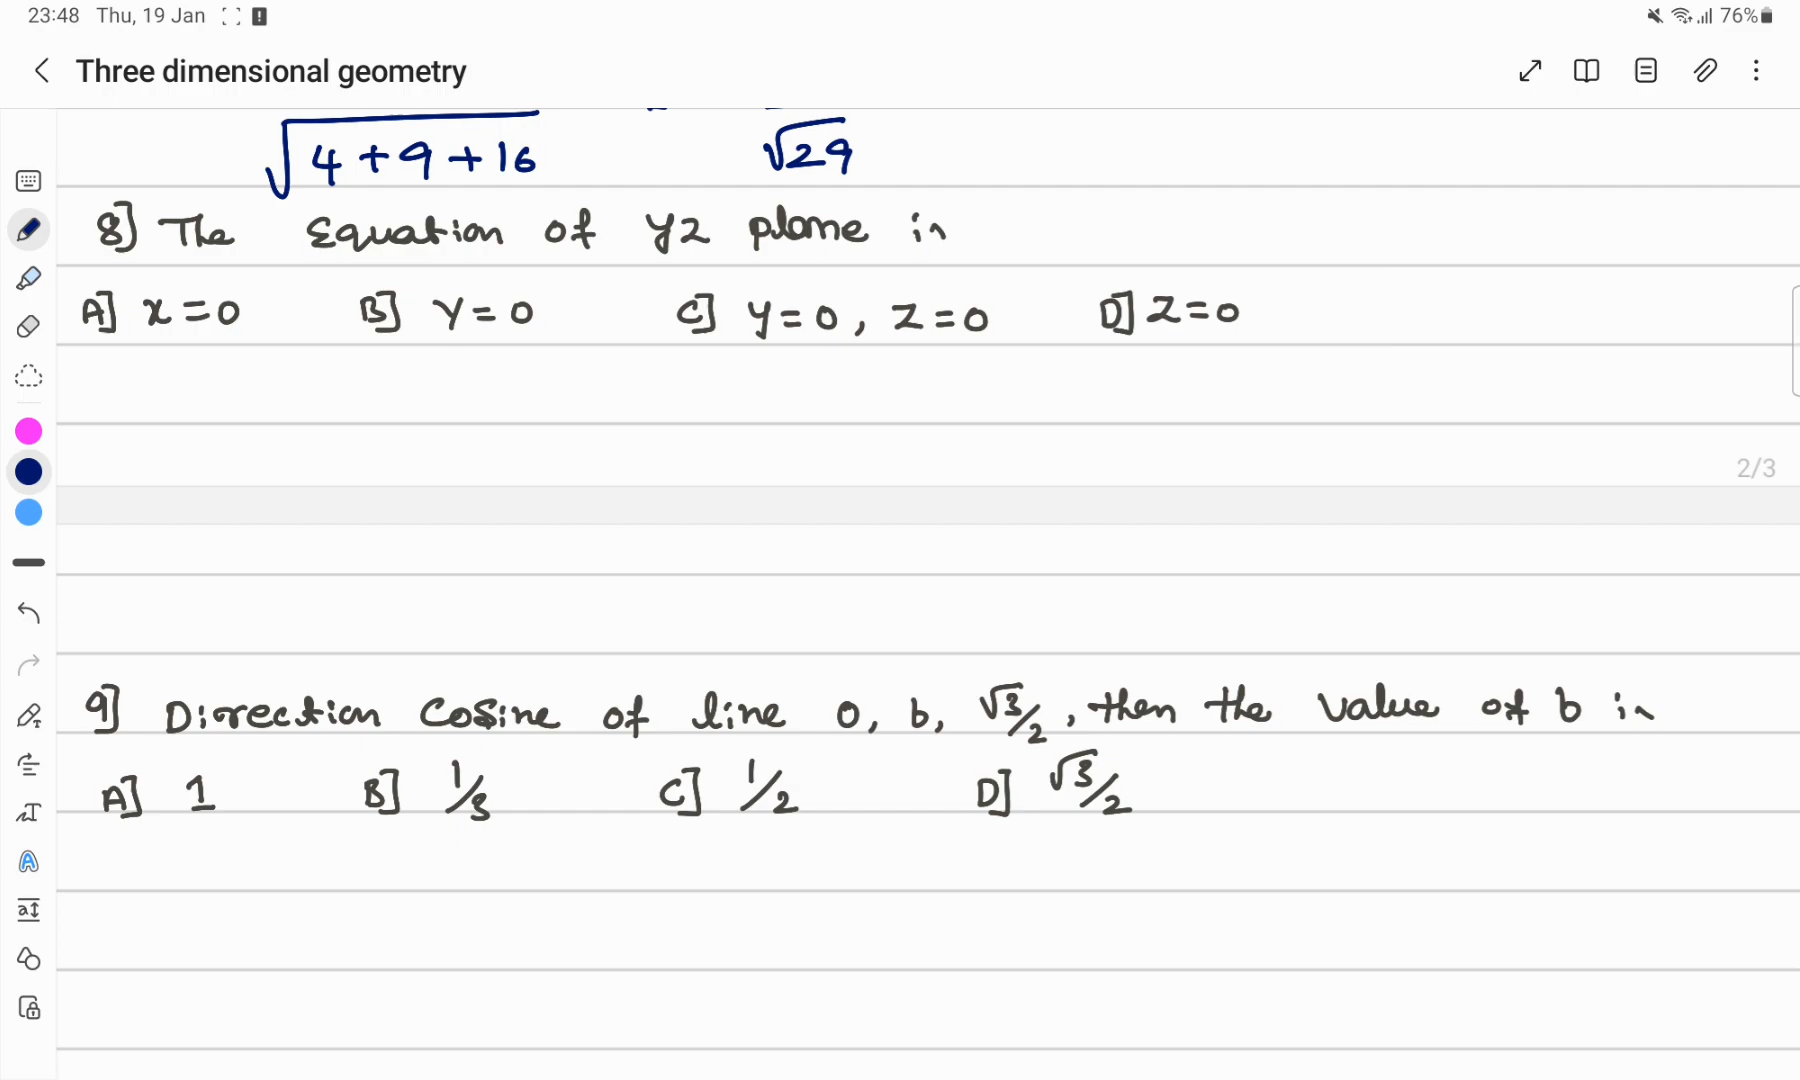 23:48 Thu, 19 Jan 76%
Three dimensional geometry
√4+9+16 √29
8] The Equation of YZ plane is
A] x=0 B] Y=0 C] y=0, z=0 D] Z=0
2/3
9] Direction Cosine of line 0, b, √3/2, then the value of b is
A] 1 B] 1/3 C] 1/2 D] √3/2